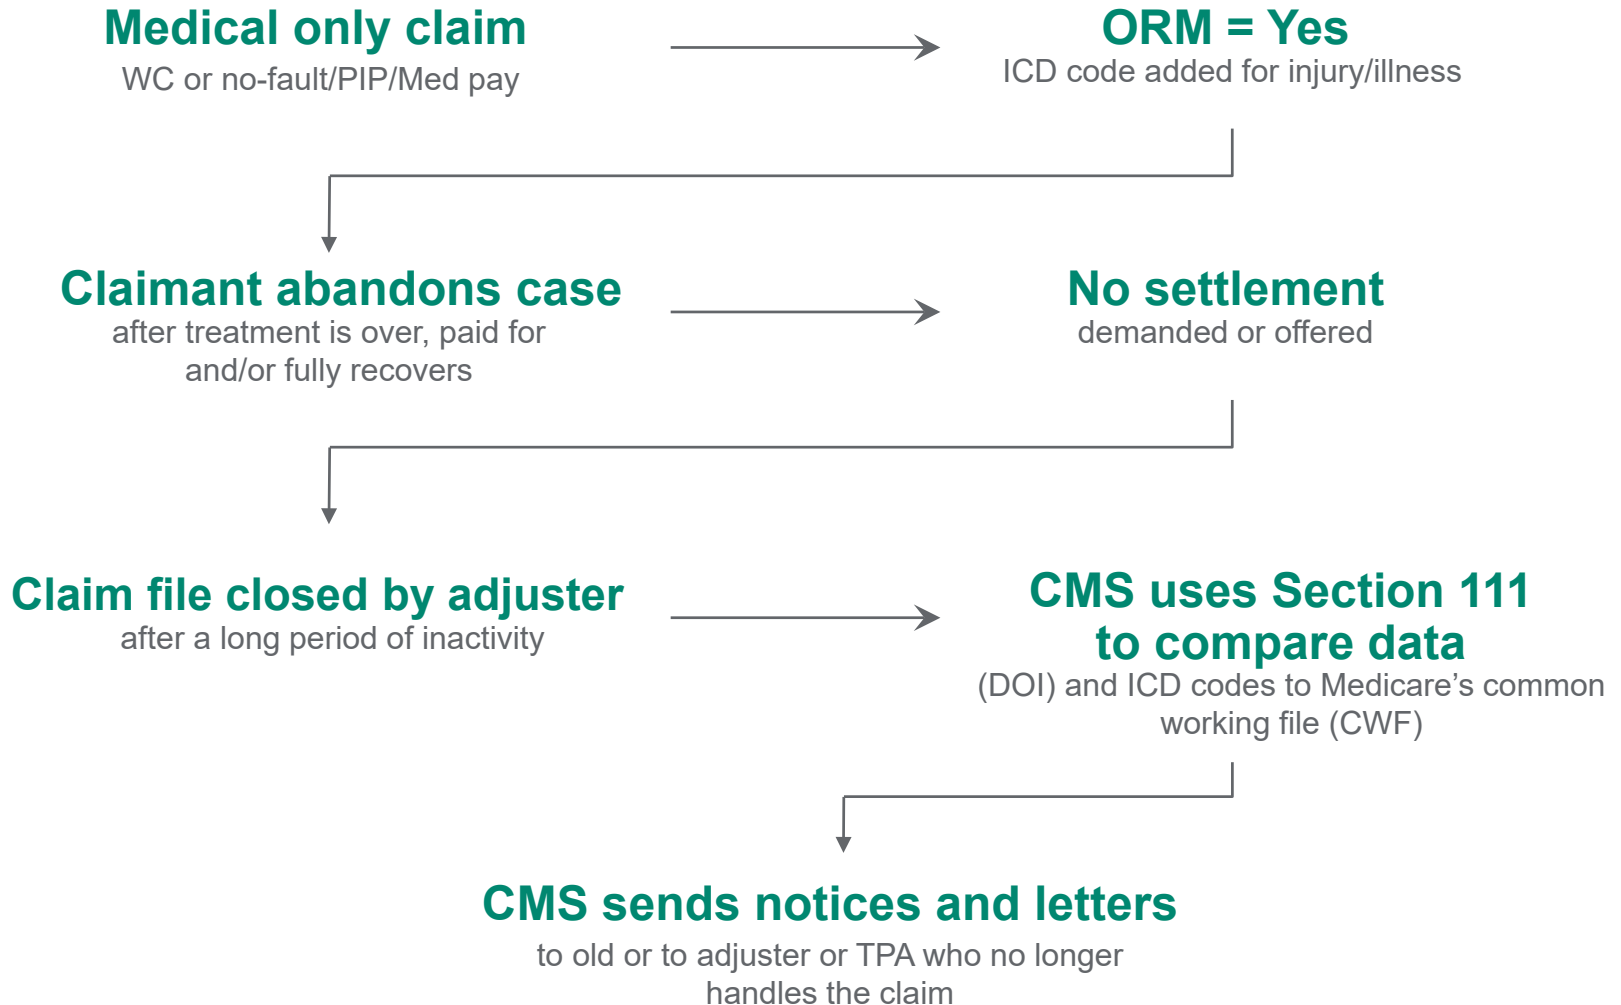 Medical only claim
WC or no-fault/PIP/Med pay
ORM = Yes
ICD code added for injury/illness
Claimant abandons case
after treatment is over, paid for
and/or fully recovers
No settlement
demanded or offered
Claim file closed by adjuster
after a long period of inactivity
CMS uses Section 111
to compare data
(DOI) and ICD codes to Medicare’s common
working file (CWF)
CMS sends notices and letters
to old or to adjuster or TPA who no longer
handles the claim